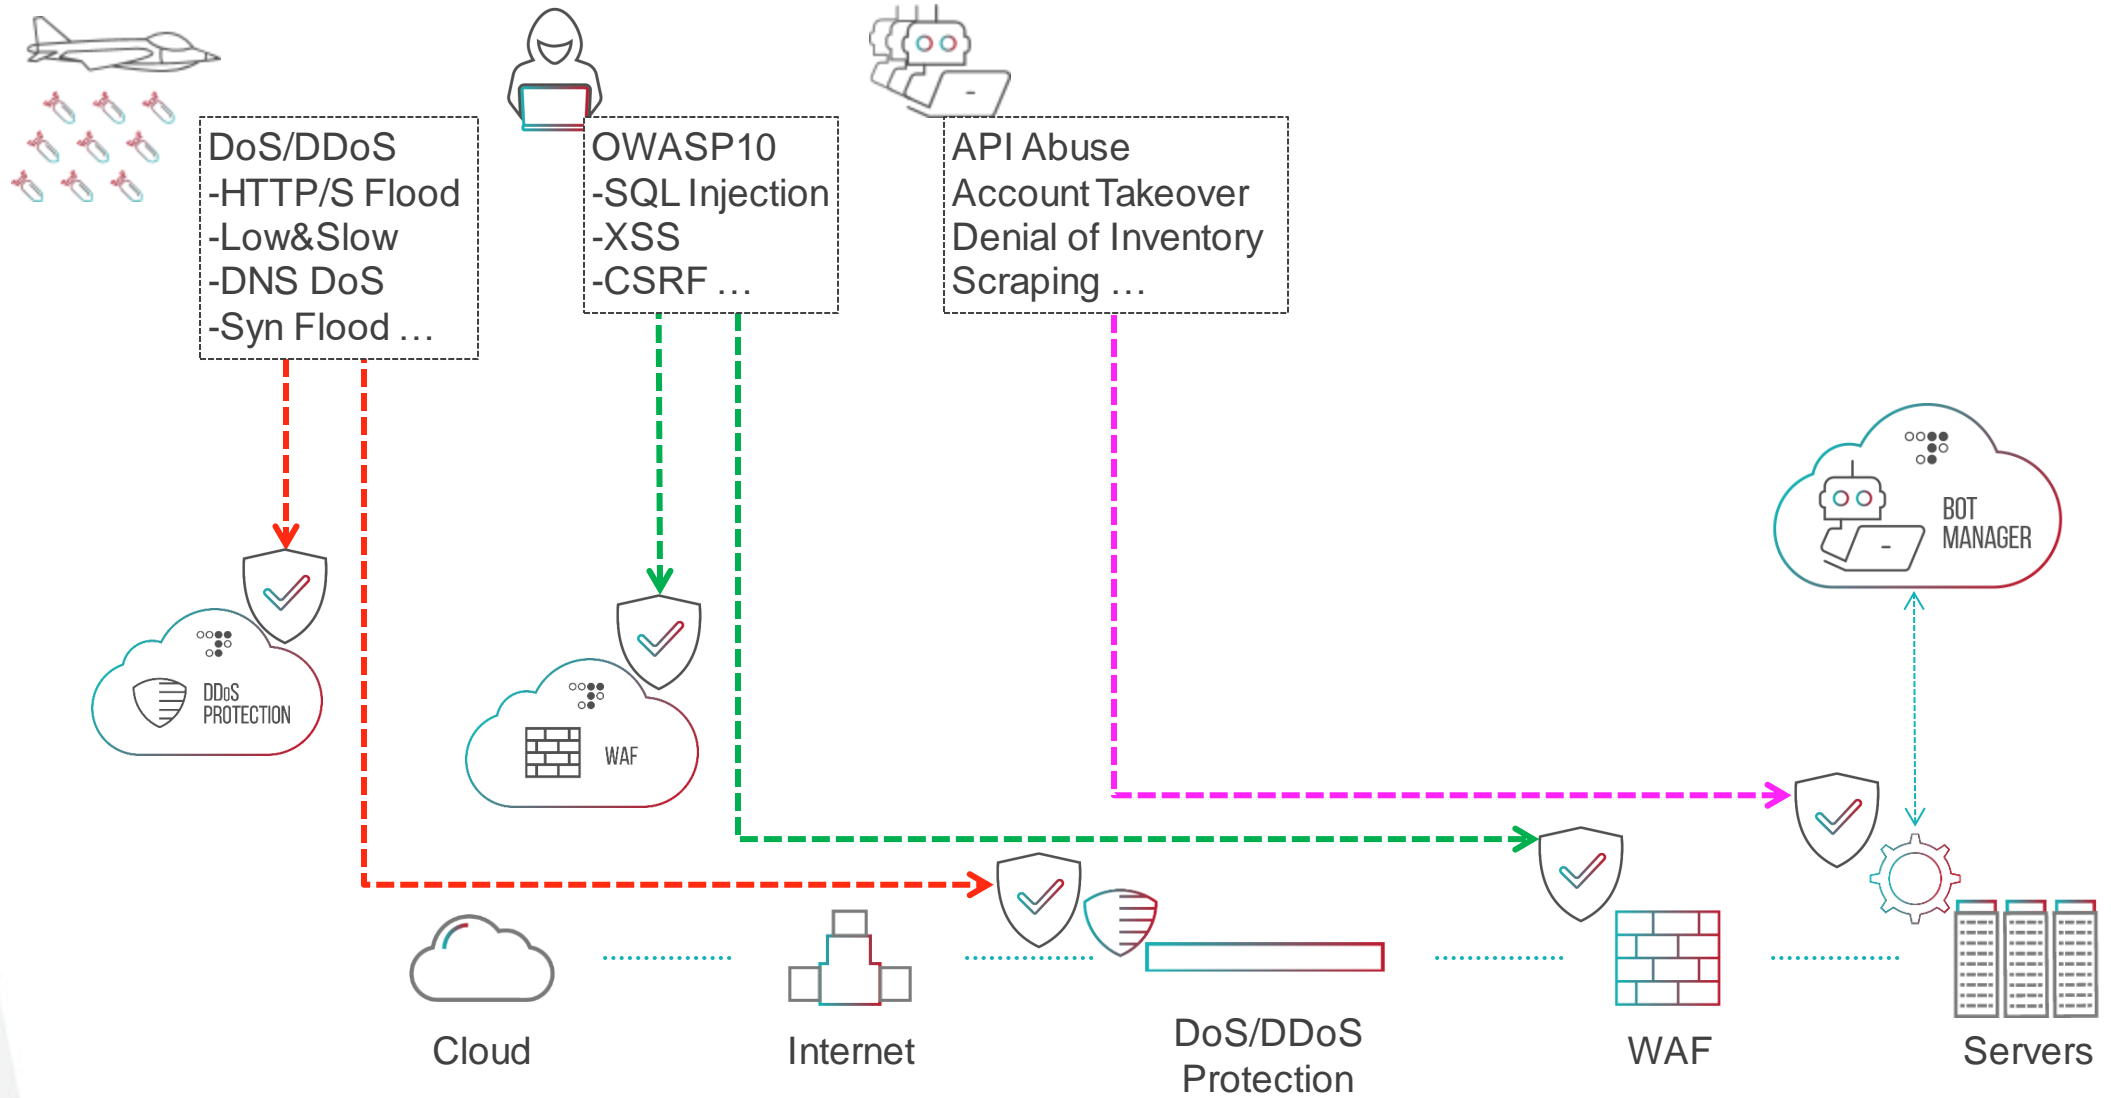 DoS/DDoS
-HTTP/S Flood
-Low&Slow
-DNS DoS
-Syn Flood …
OWASP10
-SQL Injection
-XSS
-CSRF …
API Abuse
Account Takeover
Denial of Inventory
Scraping …
BOT
MANAGER
DDoS
PROTECTION
WAF
Cloud
Internet
DoS/DDoS
Protection
WAF
Servers